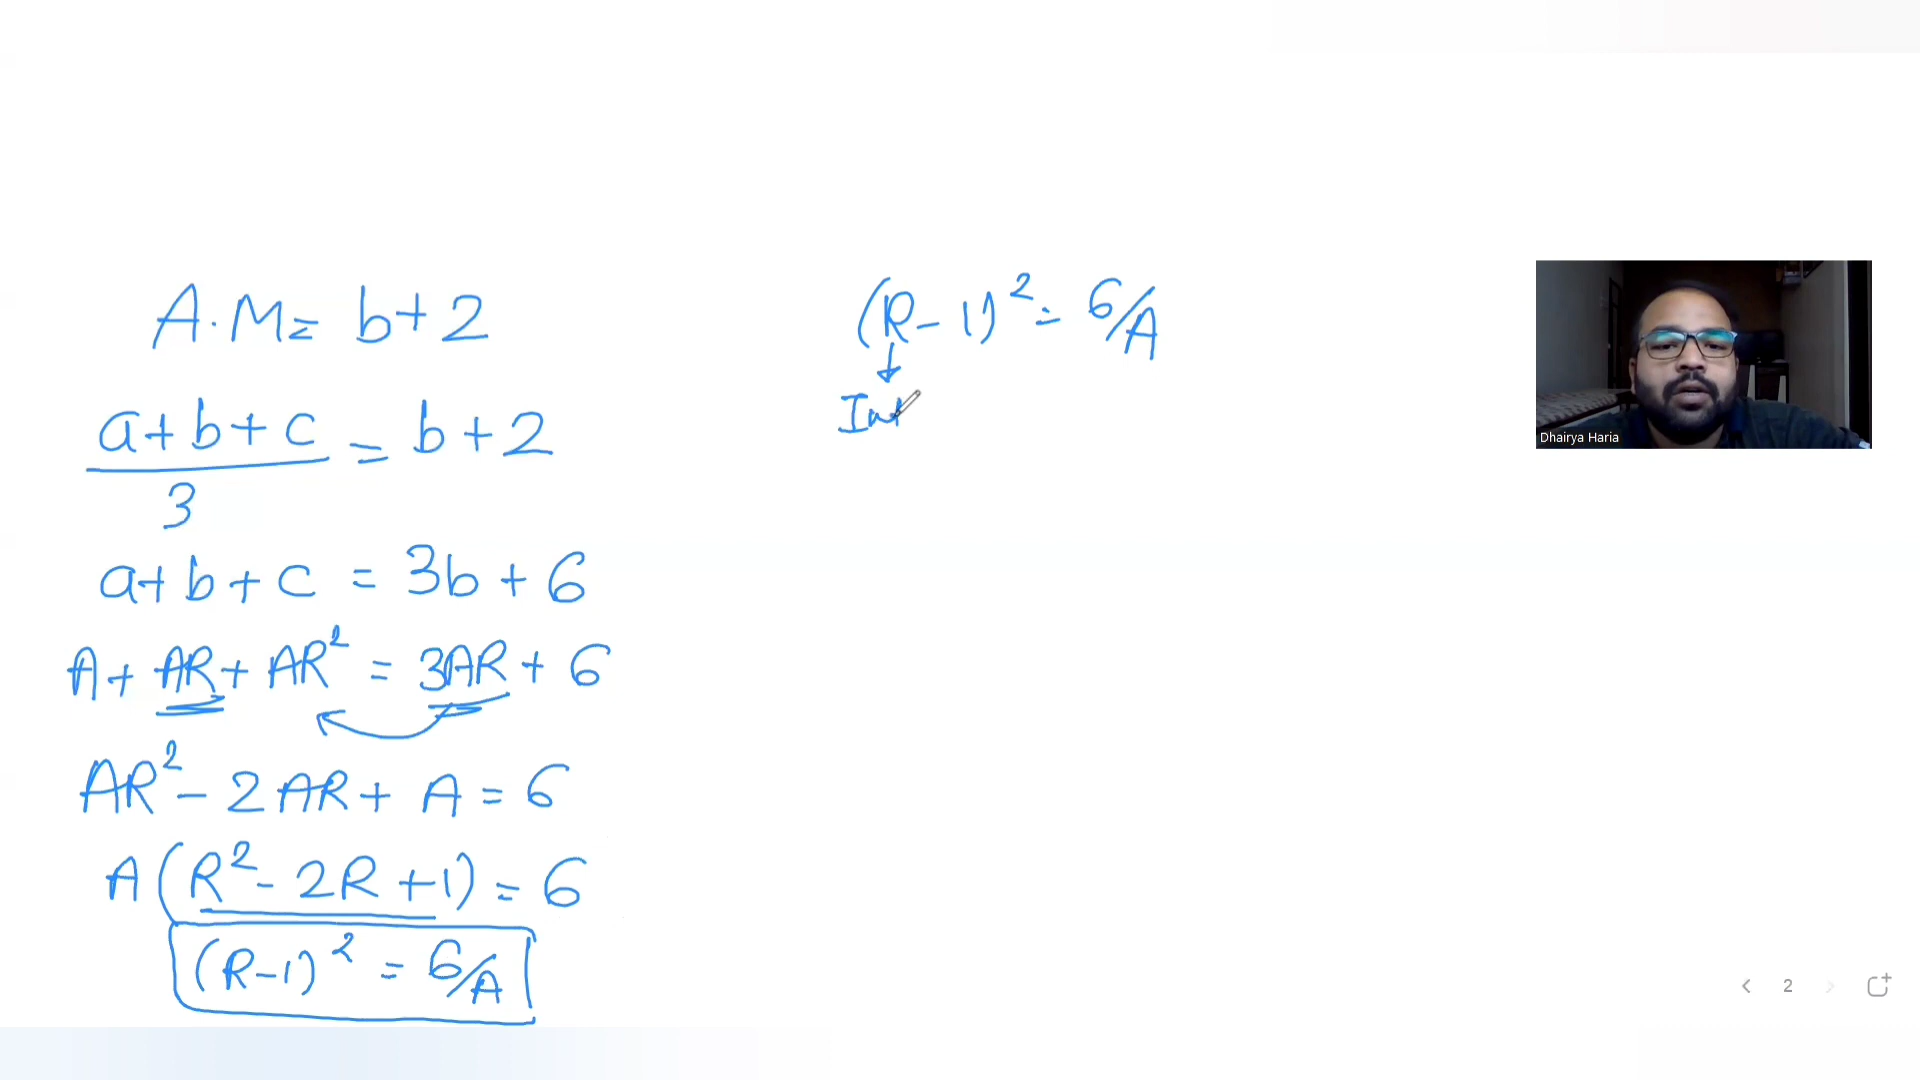 A.M = b+2
a+b+c = b+2
3
a+b+c = 3b+6
A+AR+AR² = 3AR+6
AR²-2AR+A=6
A(R²-2R+1)=6
(R-1)²=6/A
(R-1)²=6/A
Int
Dhairya Haria
2